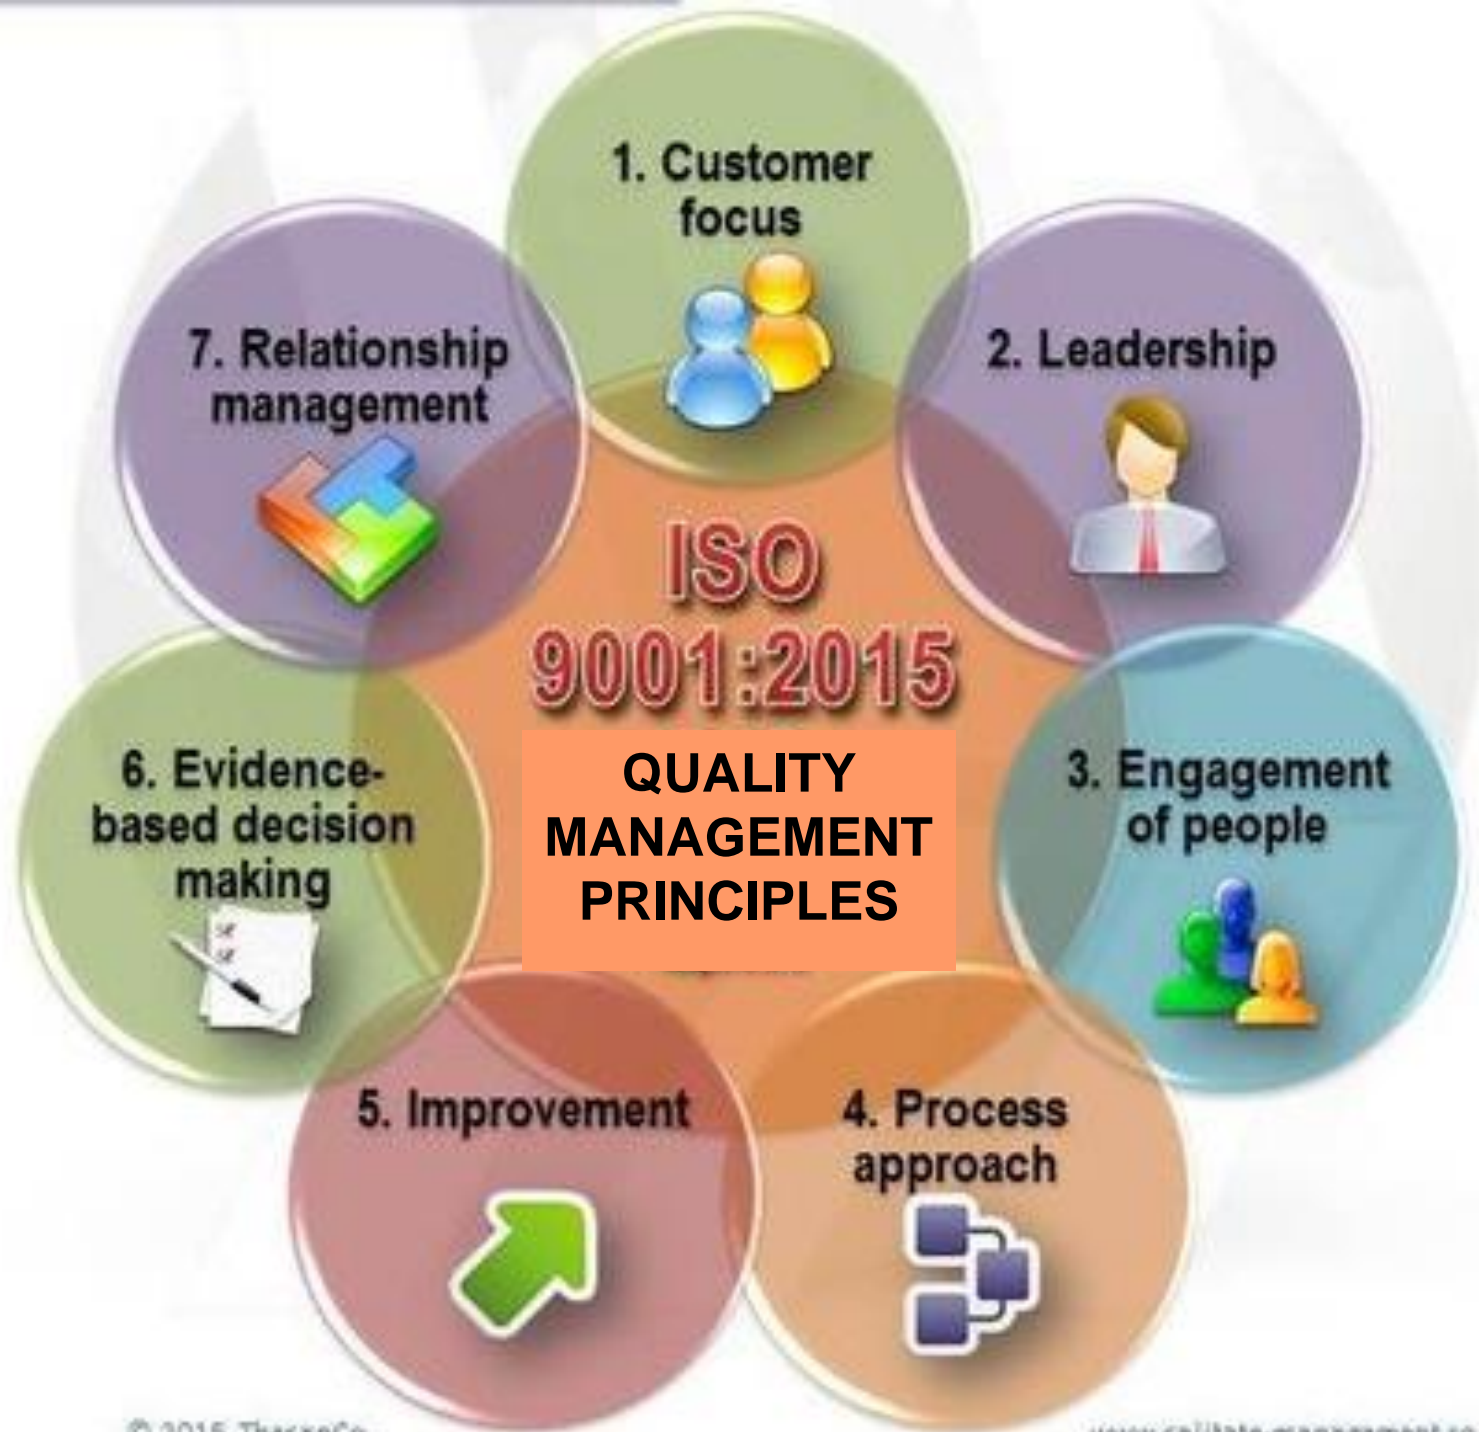 1. Customer
focus
2. Leadership
3. Engagement
of people
4. Process
approach
5. Improvement
6. Evidence-
based decision
making
7. Relationship
management
ISO
9001:2015
QUALITY
MANAGEMENT
PRINCIPLES
© 2015